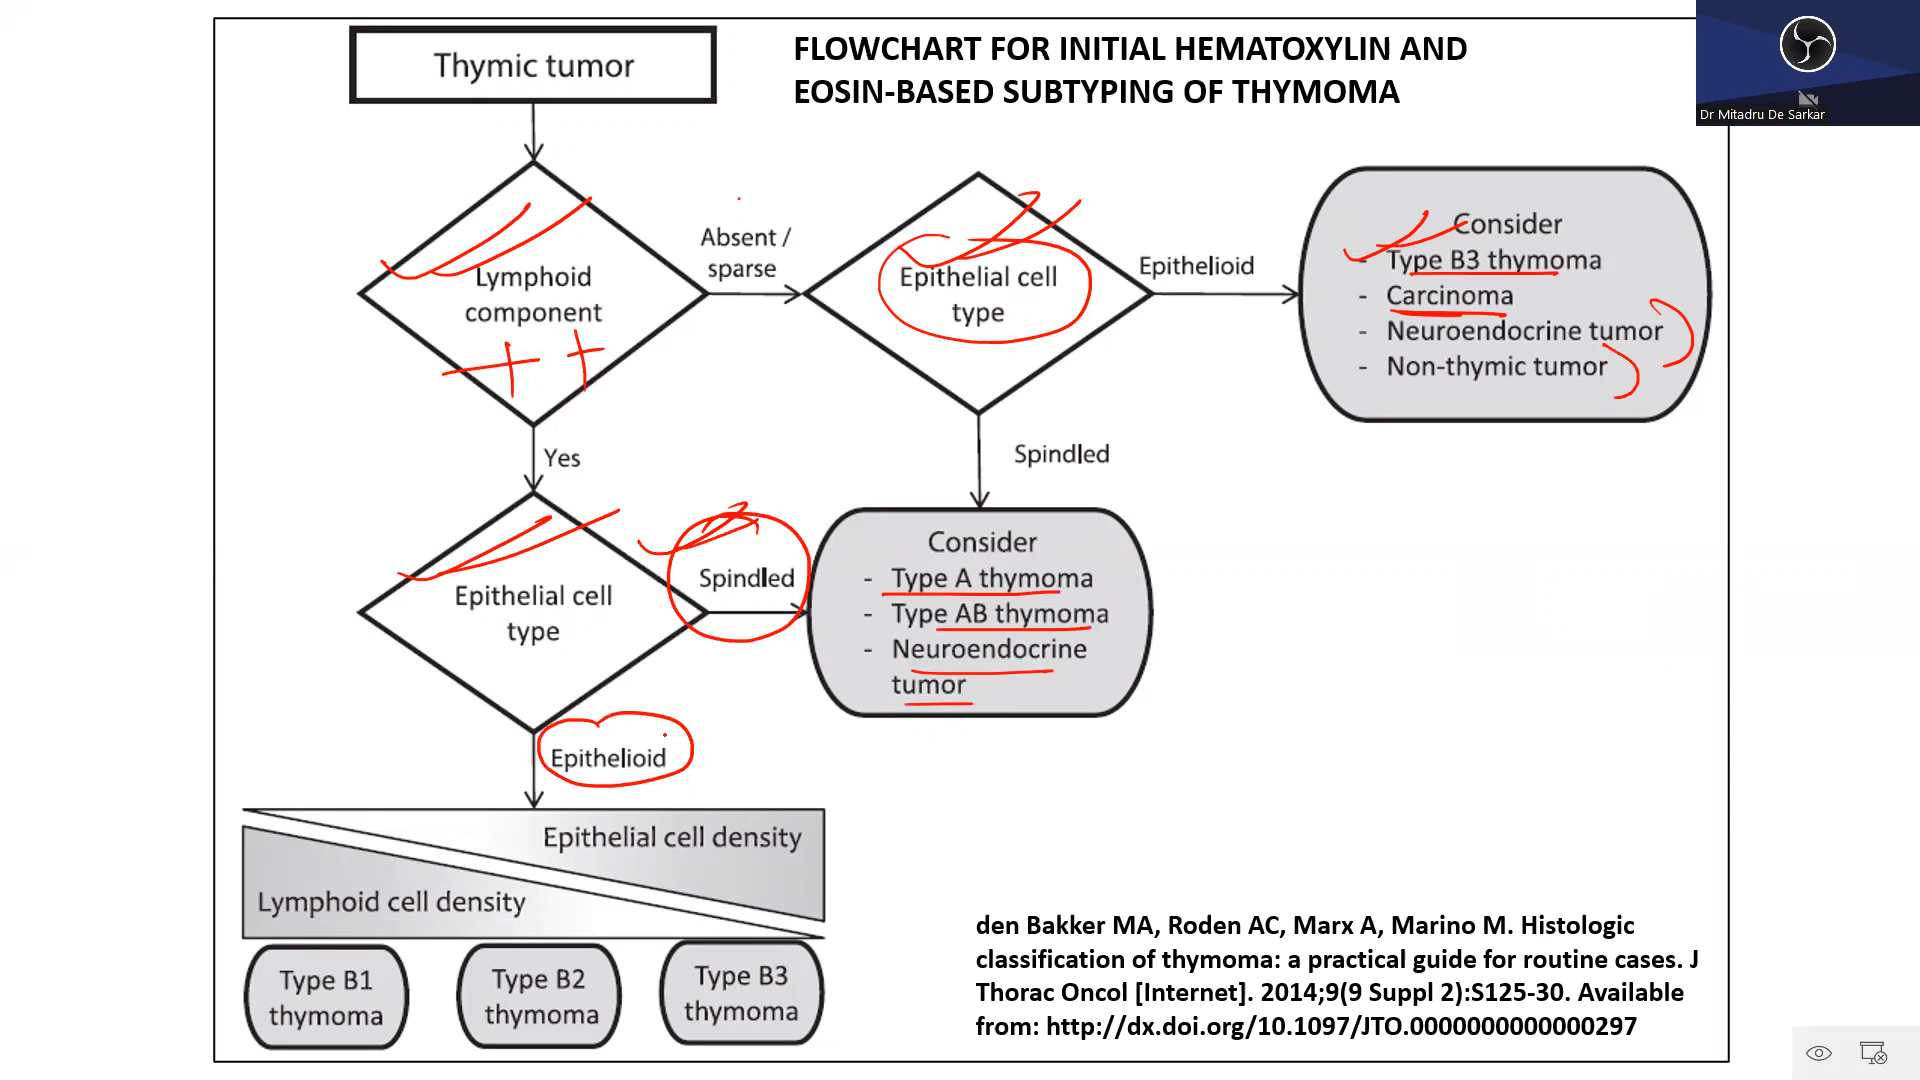 Thymic tumor
FLOWCHART FOR INITIAL HEMATOXYLIN AND
EOSIN-BASED SUBTYPING OF THYMOMA
Dr Mitadru De Sarkar
Lymphoid
component
++
Absent /
sparse
Epithelial cell
type
Epithelioid
Consider
- Type B3 thymoma
- Carcinoma
- Neuroendocrine tumor
- Non-thymic tumor
Yes
Spindled
Epithelial cell
type
Spindled
Consider
- Type A thymoma
- Type AB thymoma
- Neuroendocrine
tumor
Epithelioid
Epithelial cell density
Lymphoid cell density
Type B1
thymoma
Type B2
thymoma
Type B3
thymoma
den Bakker MA, Roden AC, Marx A, Marino M. Histologic
classification of thymoma: a practical guide for routine cases. J
Thorac Oncol [Internet]. 2014;9(9 Suppl 2):S125-30. Available
from: http://dx.doi.org/10.1097/JTO.0000000000000297